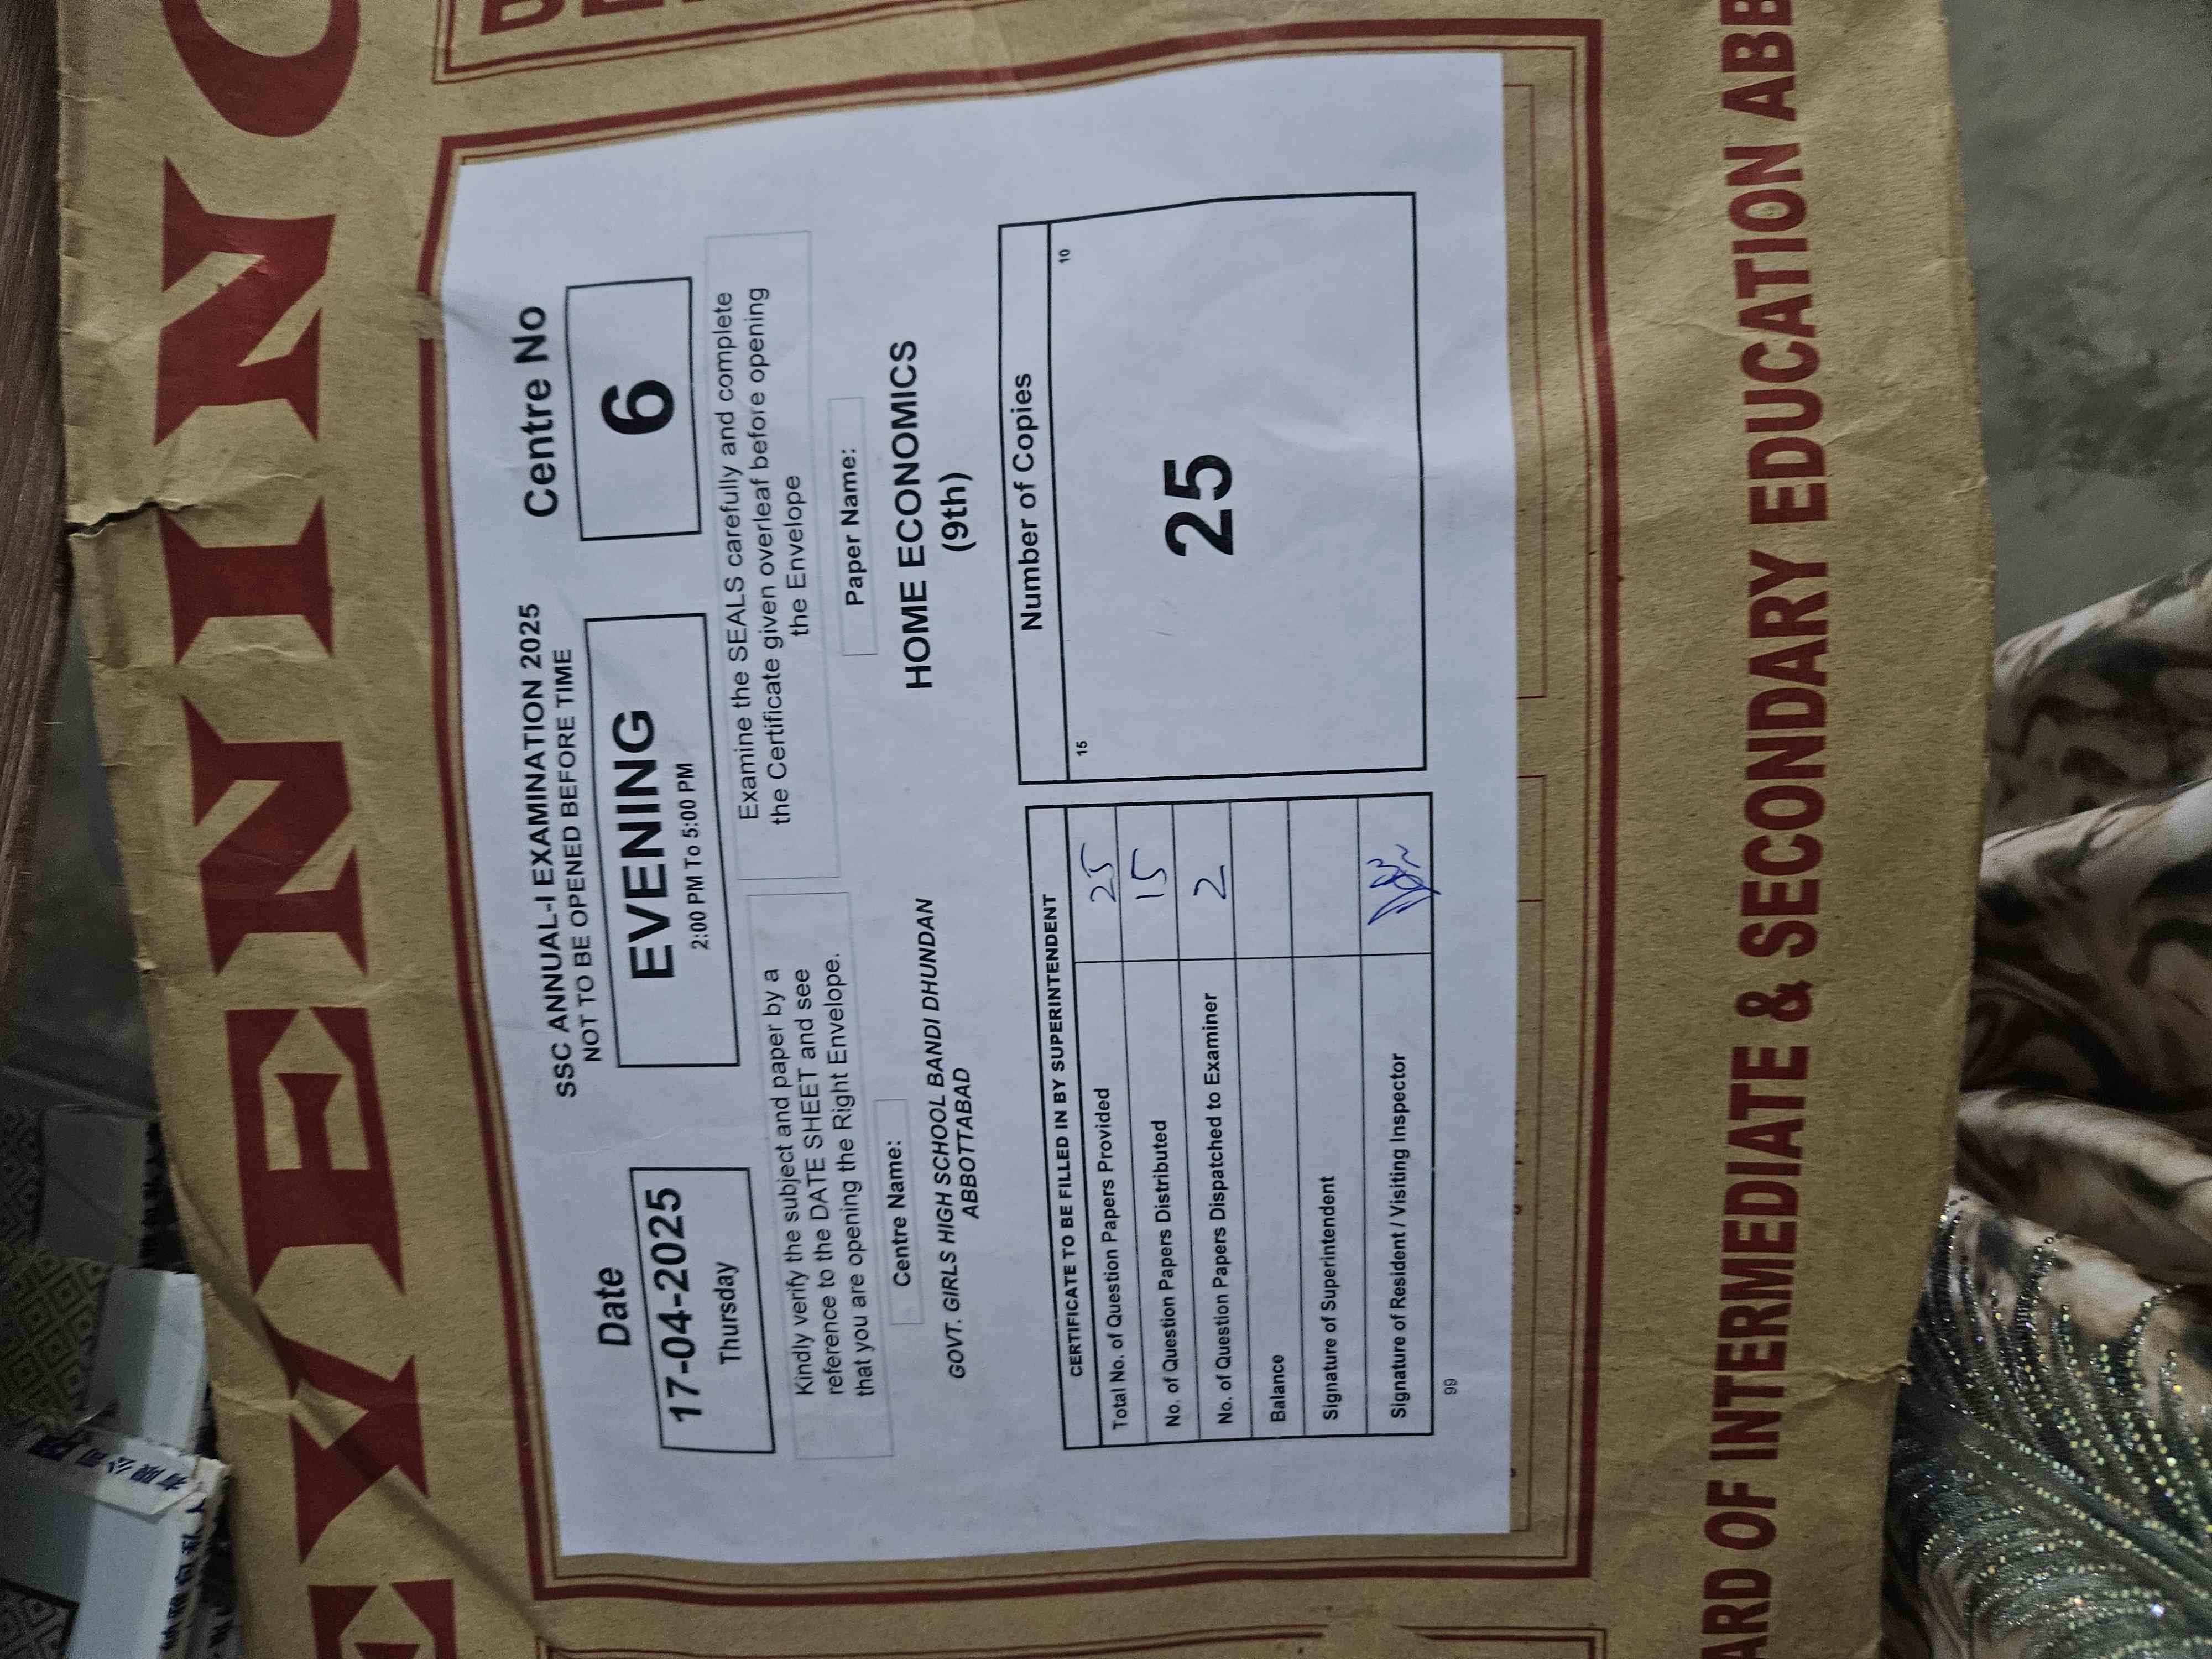 EVENING
SSC ANNUAL-I EXAMINATION 2025
NOT TO BE OPENED BEFORE TIME
Date
17-04-2025
Thursday
EVENING
2:00 PM To 5:00 PM
Centre No
6
Kindly verify the subject and paper by a
reference to the DATE SHEET and see
that you are opening the Right Envelope.
Examine the SEALS carefully and complete
the Certificate given overleaf before opening
the Envelope
Centre Name:
GOVT. GIRLS HIGH SCHOOL BANDI DHUNDAN
ABBOTTABAD
Paper Name:
HOME ECONOMICS
(9th)
CERTIFICATE TO BE FILLED IN BY SUPERINTENDENT
Total No. of Question Papers Provided 25
No. of Question Papers Distributed 15
No. of Question Papers Dispatched to Examiner 2
Balance
Signature of Superintendent
Signature of Resident / Visiting Inspector
Number of Copies
15 10
25
99
ARD OF INTERMEDIATE & SECONDARY EDUCATION ABB
有限公司